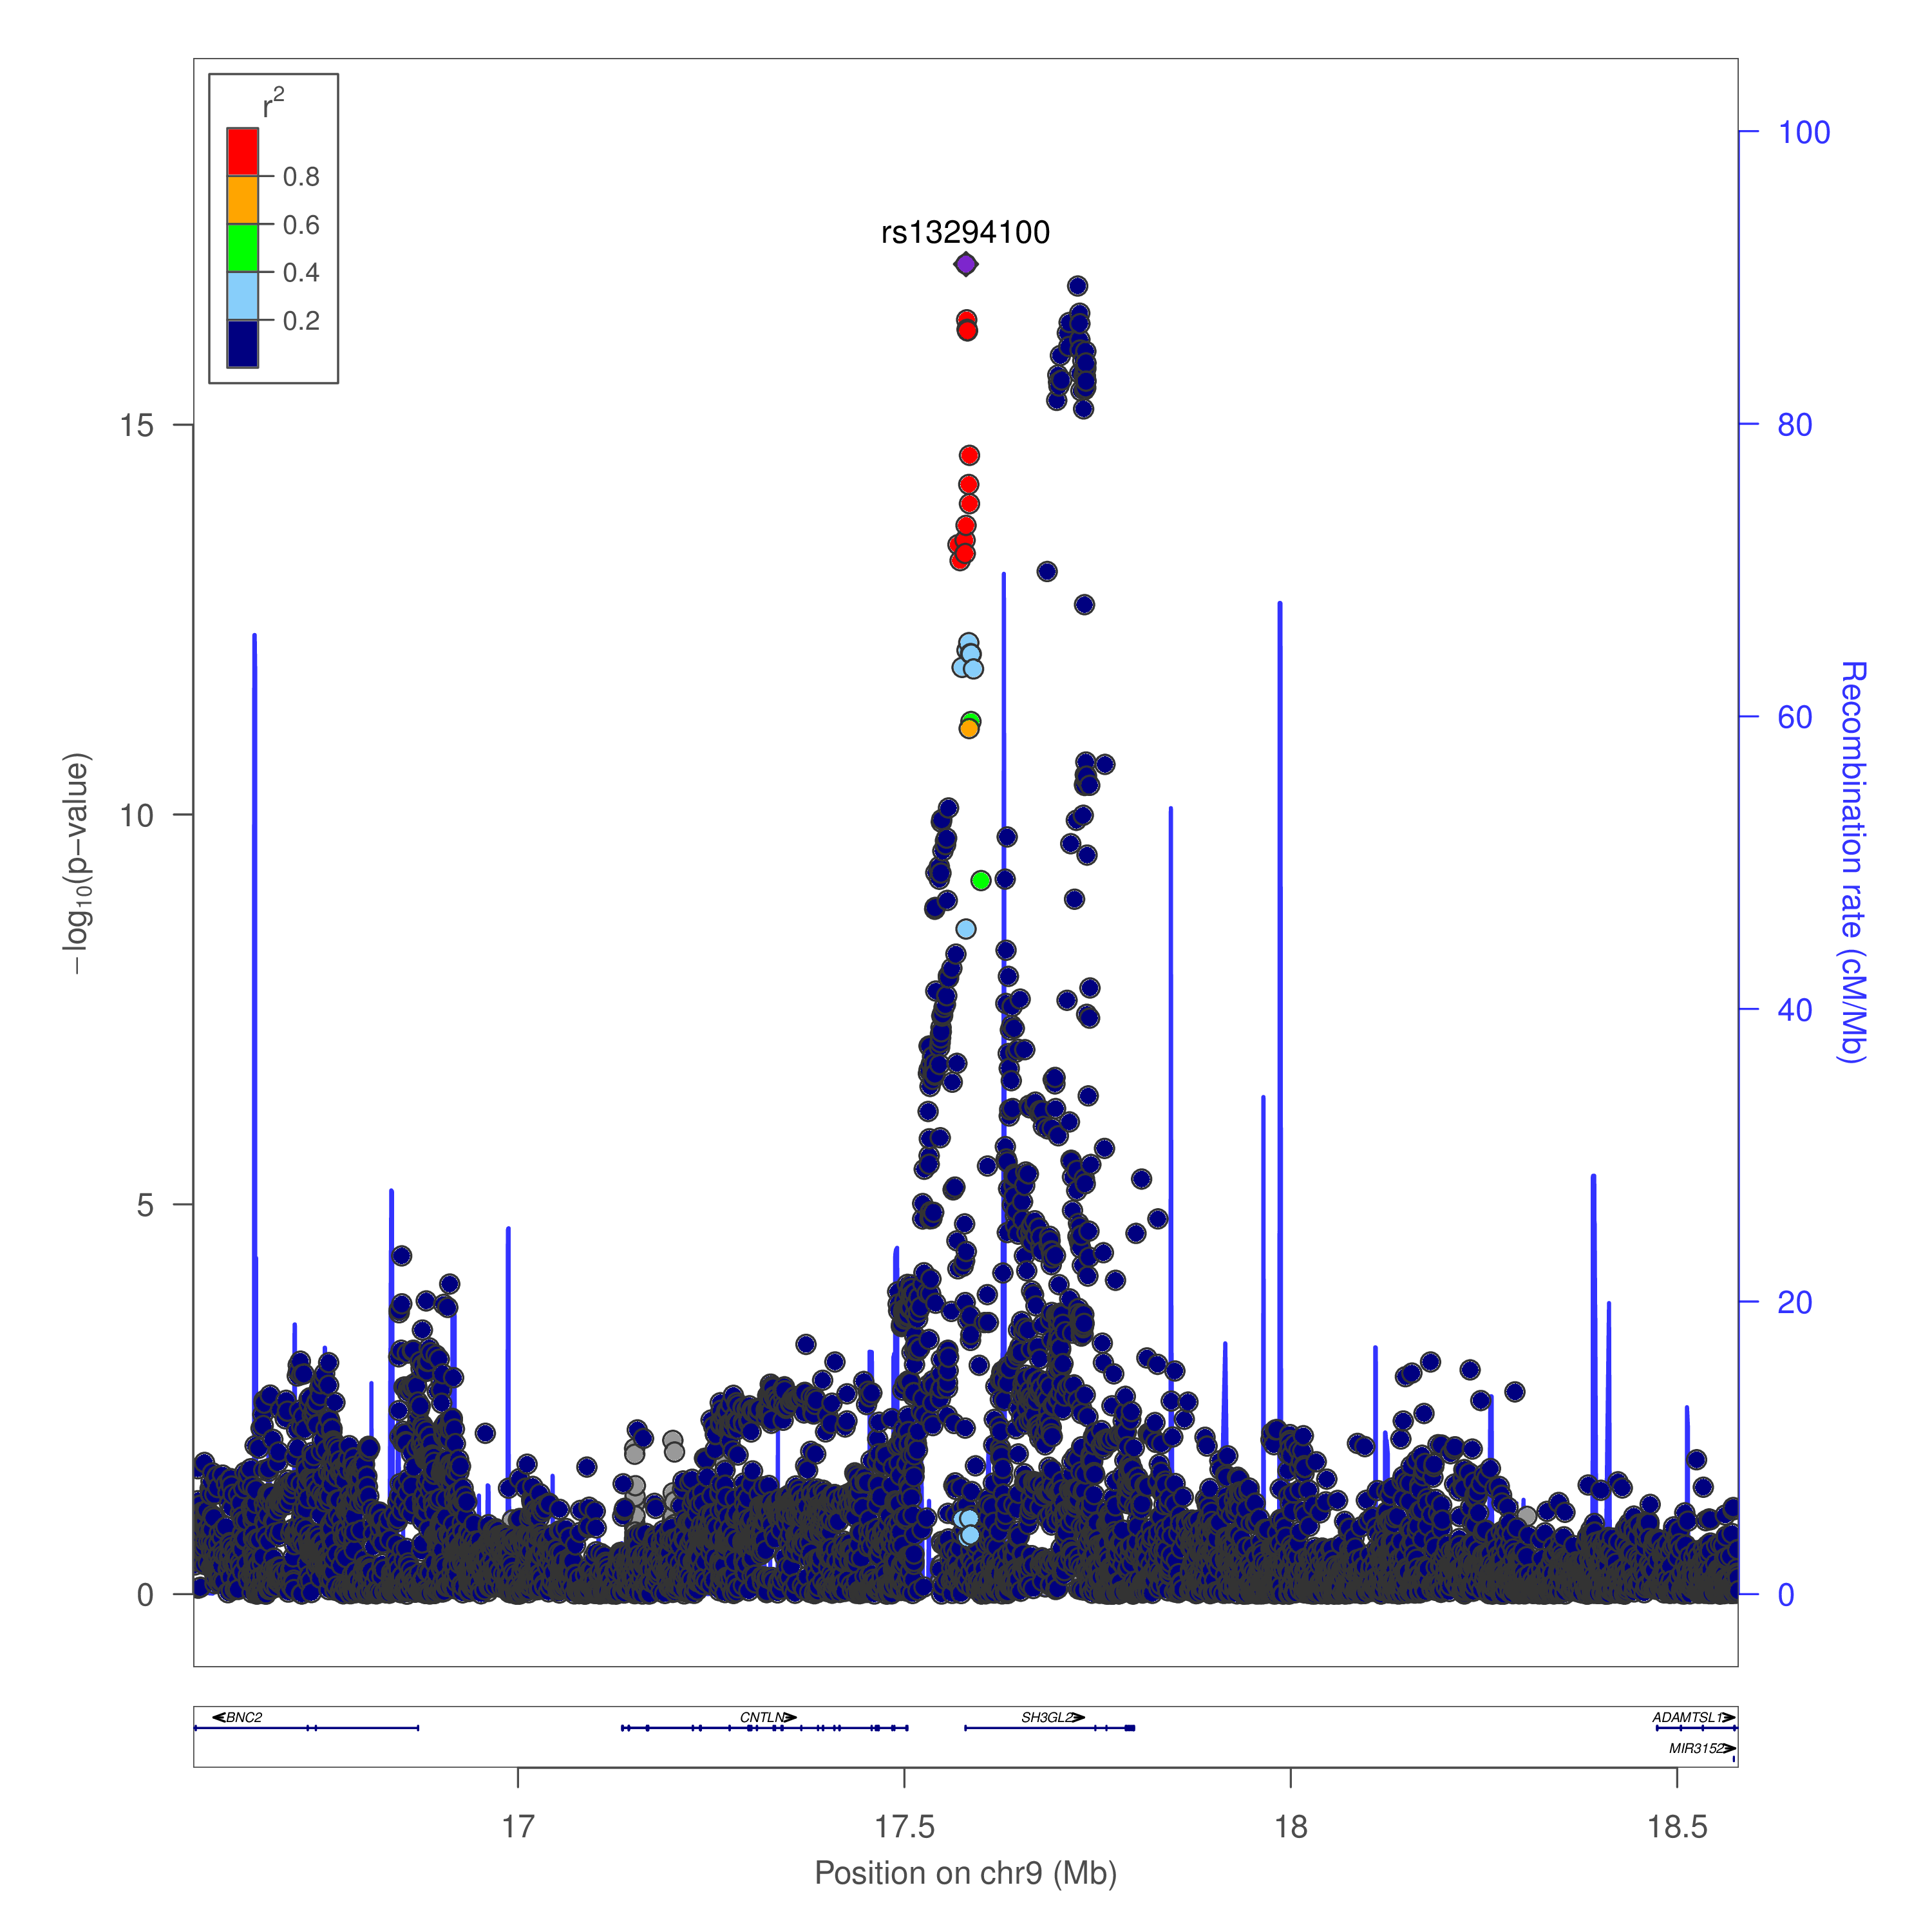 r2
0.8
0.6
0.4
0.2
rs13294100
15
10
5
0
−log10(p−value)
100
80
60
40
20
0
Recombination rate (cM/Mb)
BNC2
CNTLN
SH3GL2
ADAMTSL1
MIR3152
17
17.5
18
18.5
Position on chr9 (Mb)